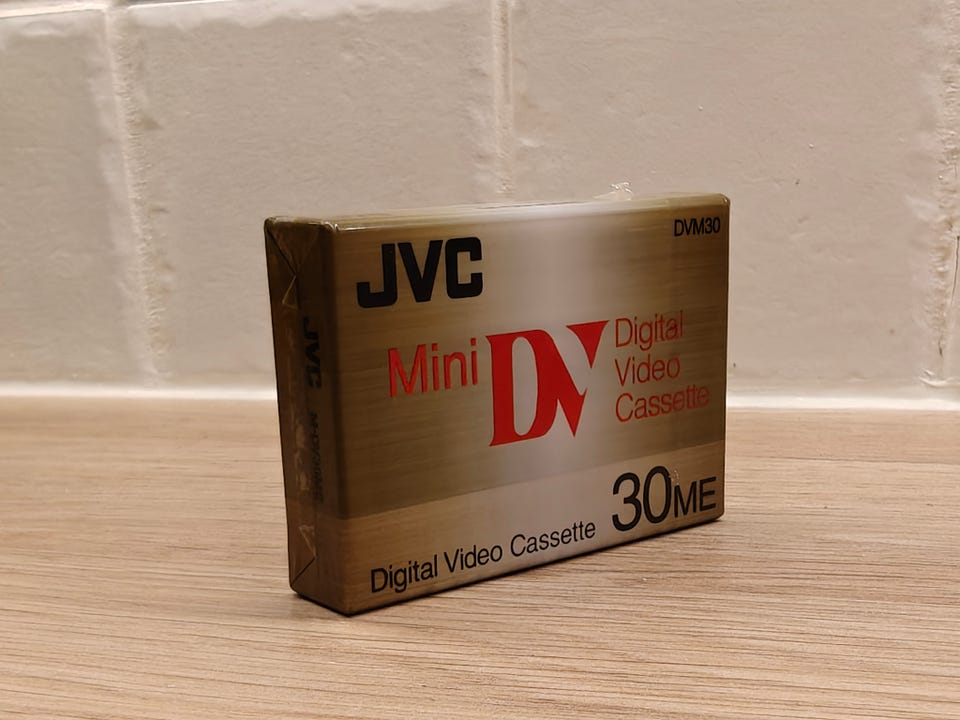 JVC
DVM30
Mini DV
Digital
Video
Cassette
30ME
Digital Video Cassette
JVC